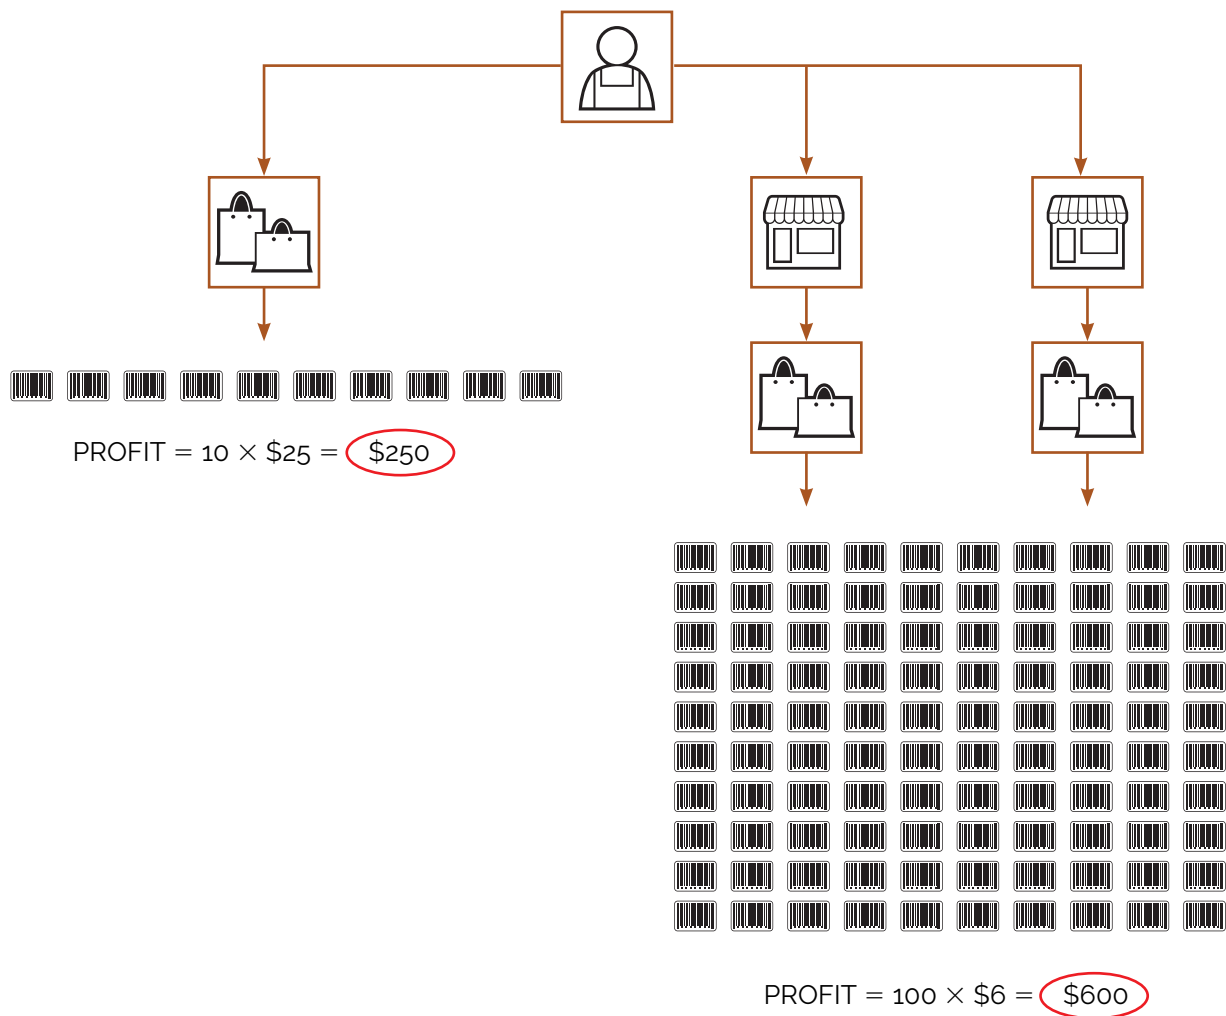 PROFIT = 10 × $25 = $250
PROFIT = 100 × $6 = $600